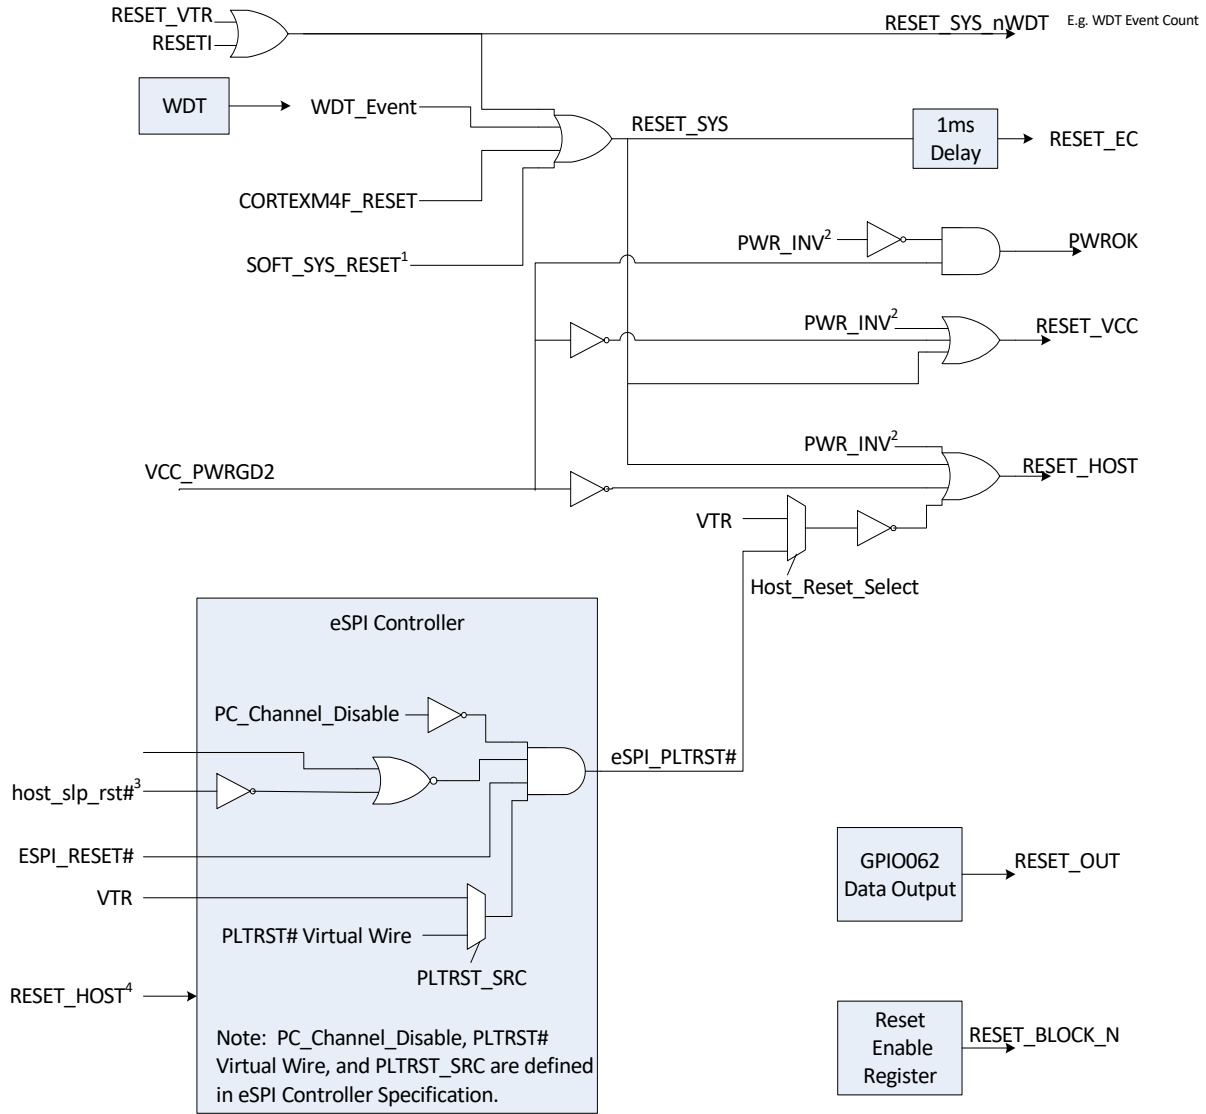 RESET_VTR
RESETI
RESET_SYS_nWDT
E.g. WDT Event Count
WDT
WDT_Event
RESET_SYS
1ms
Delay
RESET_EC
CORTEXM4F_RESET
SOFT_SYS_RESET1
PWR_INV2
PWROK
PWR_INV2
RESET_VCC
PWR_INV2
RESET_HOST
VCC_PWRGD2
VTR
Host_Reset_Select
eSPI Controller
PC_Channel_Disable
eSPI_PLTRST#
host_slp_rst#3
ESPI_RESET#
VTR
PLTRST# Virtual Wire
PLTRST_SRC
RESET_HOST4
Note: PC_Channel_Disable, PLTRST#
Virtual Wire, and PLTRST_SRC are defined
in eSPI Controller Specification.
GPIO062
Data Output
RESET_OUT
Reset
Enable
Register
RESET_BLOCK_N